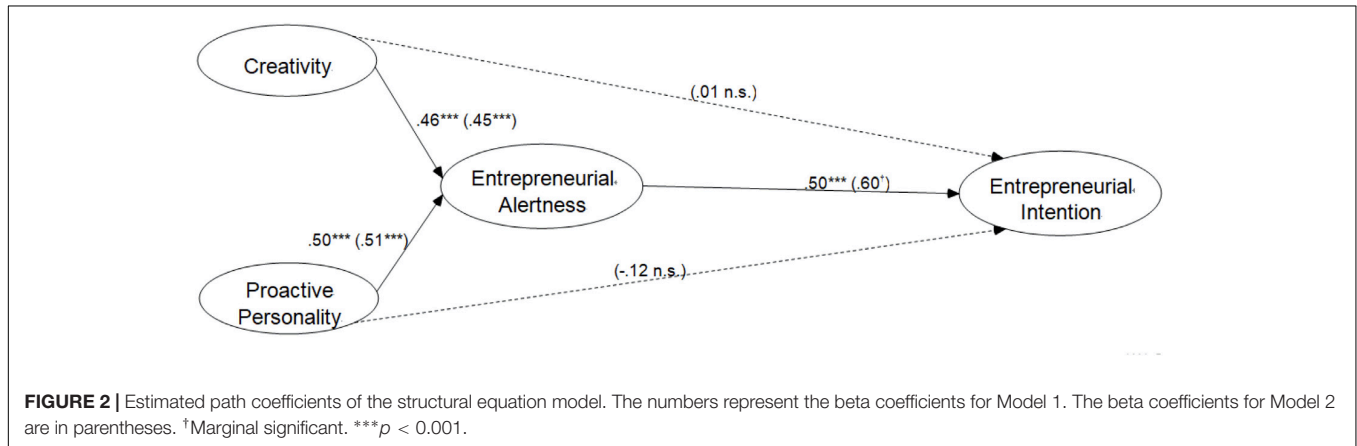 Creativity
(.01 n.s.)
.46*** (.45***)
Entrepreneurial
Alertness
.50*** (.60†)
Entrepreneurial
Intention
.50*** (.51***)
(-.12 n.s.)
Proactive
Personality
FIGURE 2 | Estimated path coefficients of the structural equation model. The numbers represent the beta coefficients for Model 1. The beta coefficients for Model 2
are in parentheses. †Marginal significant. ***p < 0.001.